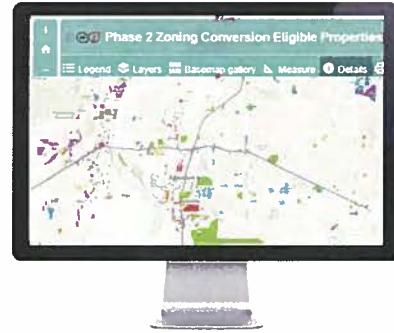 Phase 2 Zoning Conversion Eligible Properties
Legend Layers Basemap gallery Measure Details